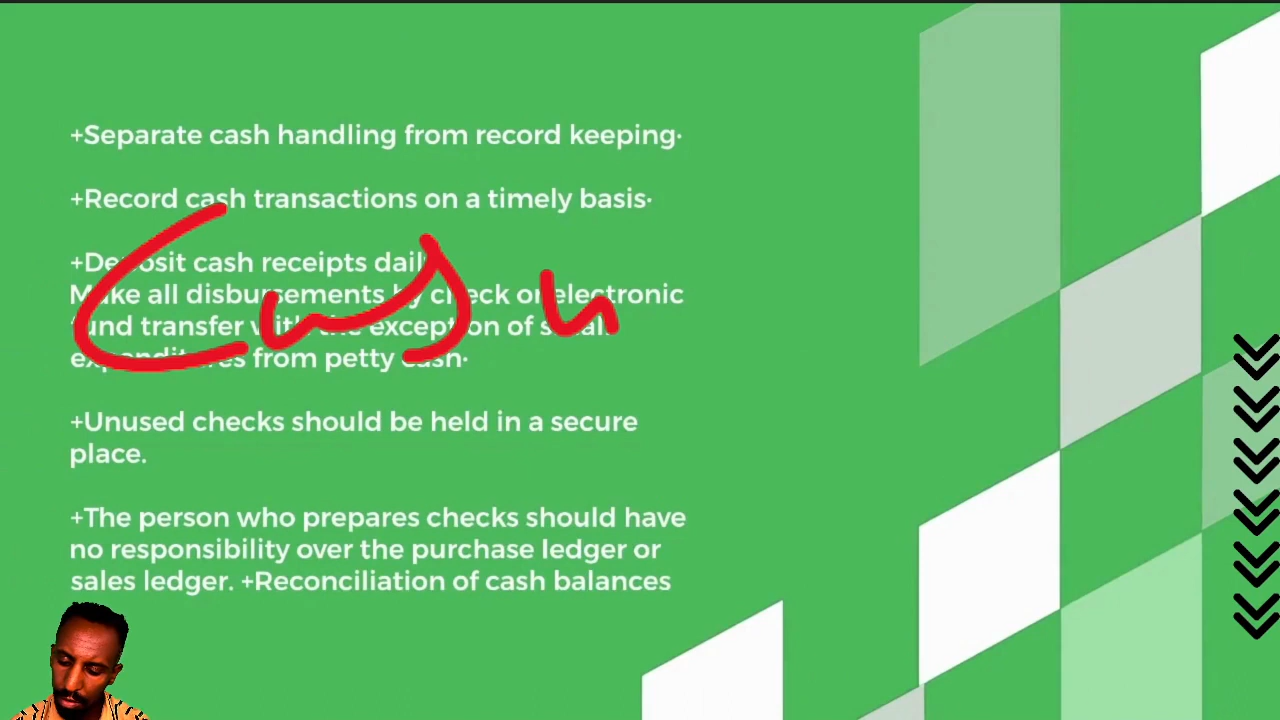 +Separate cash handling from record keeping·
+Record cash transactions on a timely basis·
+Deposit cash receipts daily
Make all disbursements by check or electronic
fund transfer with the exception of small
expenditures from petty cash·
+Unused checks should be held in a secure
place.
+The person who prepares checks should have
no responsibility over the purchase ledger or
sales ledger. +Reconciliation of cash balances